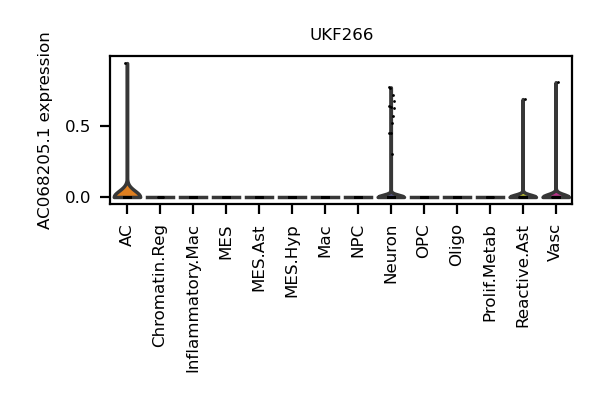 UKF266
AC068205.1 expression
0.5
0.0
AC
Chromatin.Reg
Inflammatory.Mac
MES
MES.Ast
MES.Hyp
Mac
NPC
Neuron
OPC
Oligo
Prolif.Metab
Reactive.Ast
Vasc